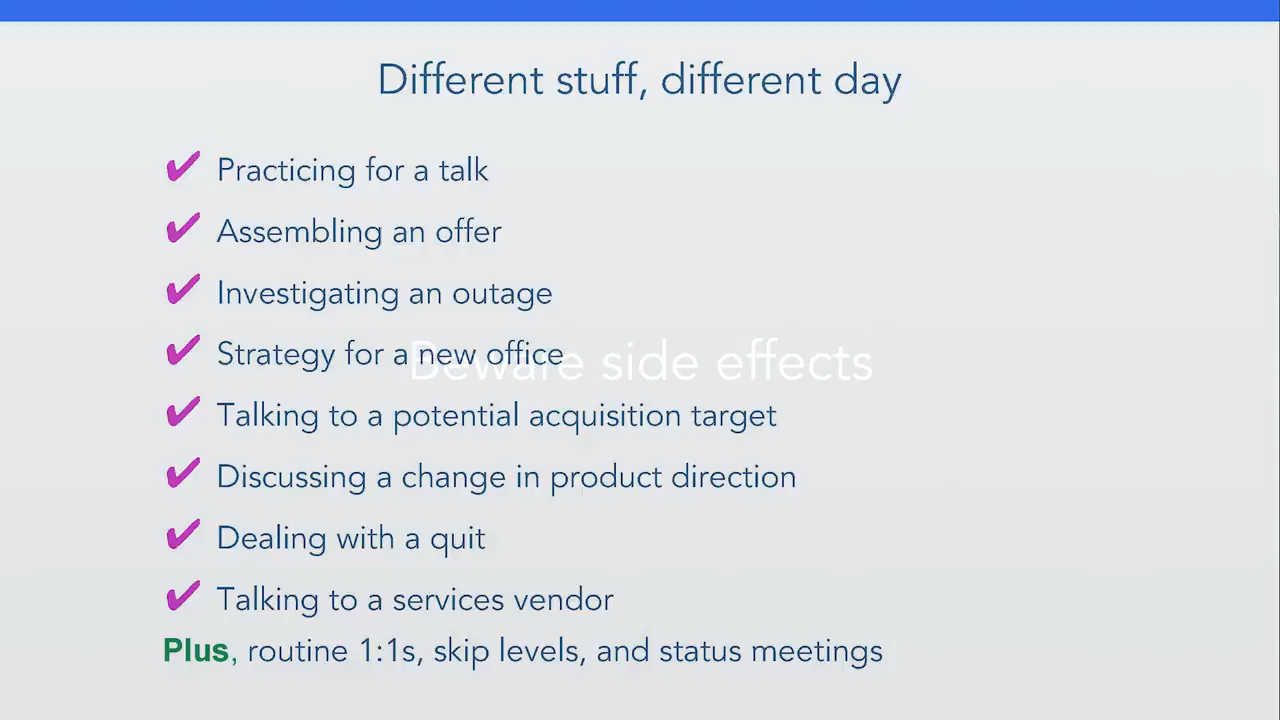 Different stuff, different day
✔ Practicing for a talk
✔ Assembling an offer
✔ Investigating an outage
✔ Strategy for a new office
Beware side effects
✔ Talking to a potential acquisition target
✔ Discussing a change in product direction
✔ Dealing with a quit
✔ Talking to a services vendor
Plus, routine 1:1s, skip levels, and status meetings